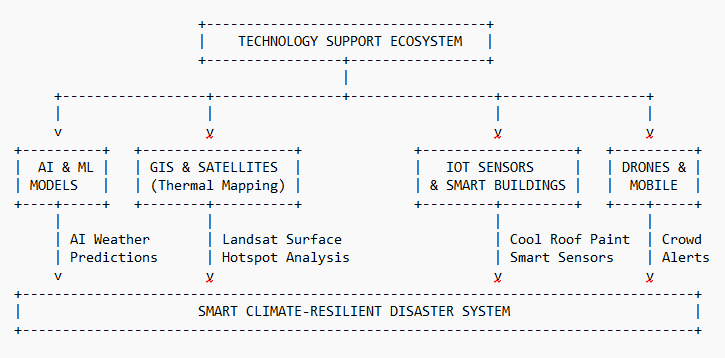 TECHNOLOGY SUPPORT ECOSYSTEM
v v v v
AI & ML GIS & SATELLITES IOT SENSORS DRONES &
MODELS (Thermal Mapping) & SMART BUILDINGS MOBILE
AI Weather Landsat Surface Cool Roof Paint Crowd
Predictions Hotspot Analysis Smart Sensors Alerts
v v v v
SMART CLIMATE-RESILIENT DISASTER SYSTEM